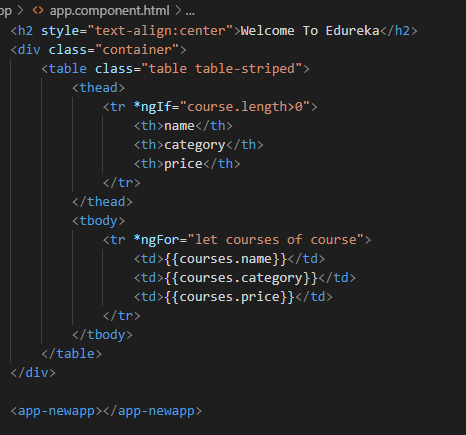 pp > <> app.component.html > ...
<h2 style="text-align:center">Welcome To Edureka</h2>
<div class="container">
    <table class="table table-striped">
        <thead>
            <tr *ngIf="course.length>0">
                <th>name</th>
                <th>category</th>
                <th>price</th>
            </tr>
        </thead>
        <tbody>
            <tr *ngFor="let courses of course">
                <td>{{courses.name}}</td>
                <td>{{courses.category}}</td>
                <td>{{courses.price}}</td>
            </tr>
        </tbody>
    </table>
</div>
<app-newapp></app-newapp>